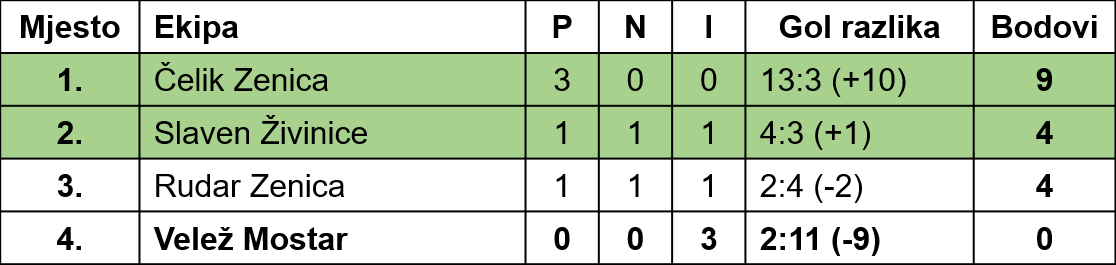 Mjesto Ekipa P N I Gol razlika Bodovi
1. Čelik Zenica 3 0 0 13:3 (+10) 9
2. Slaven Živinice 1 1 1 4:3 (+1) 4
3. Rudar Zenica 1 1 1 2:4 (-2) 4
4. Velež Mostar 0 0 3 2:11 (-9) 0